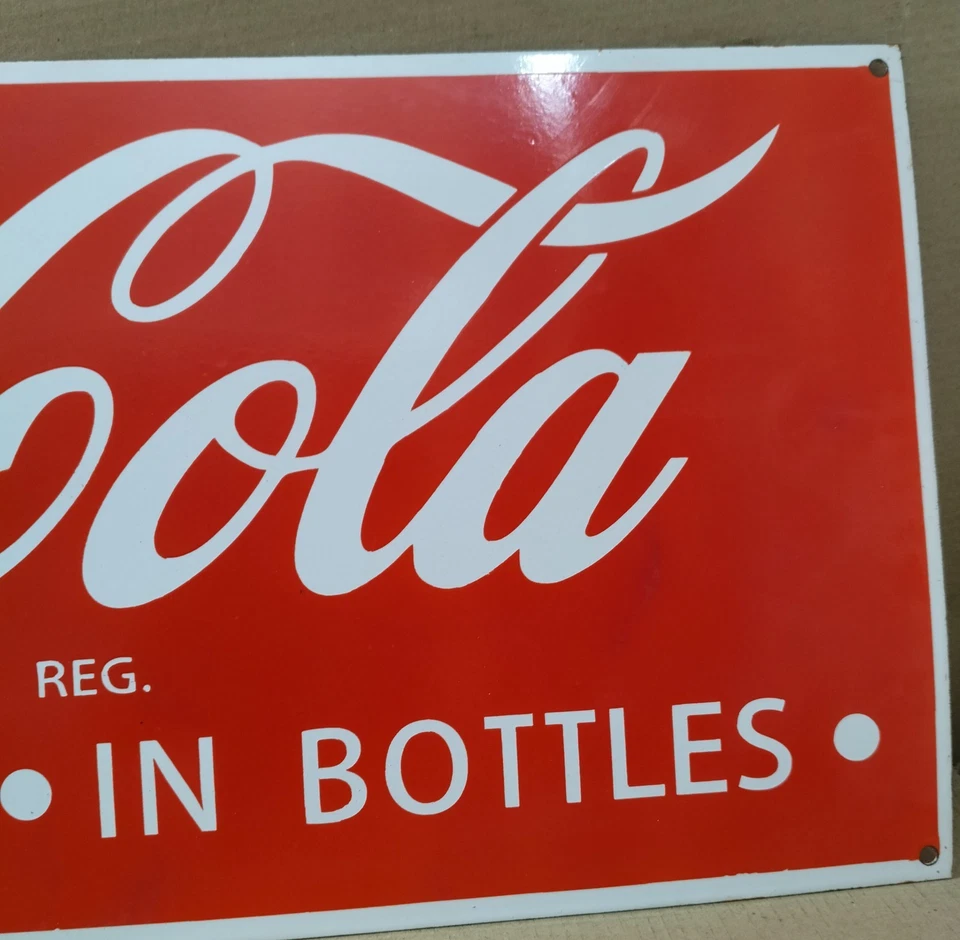 Cola
REG.
• IN BOTTLES •